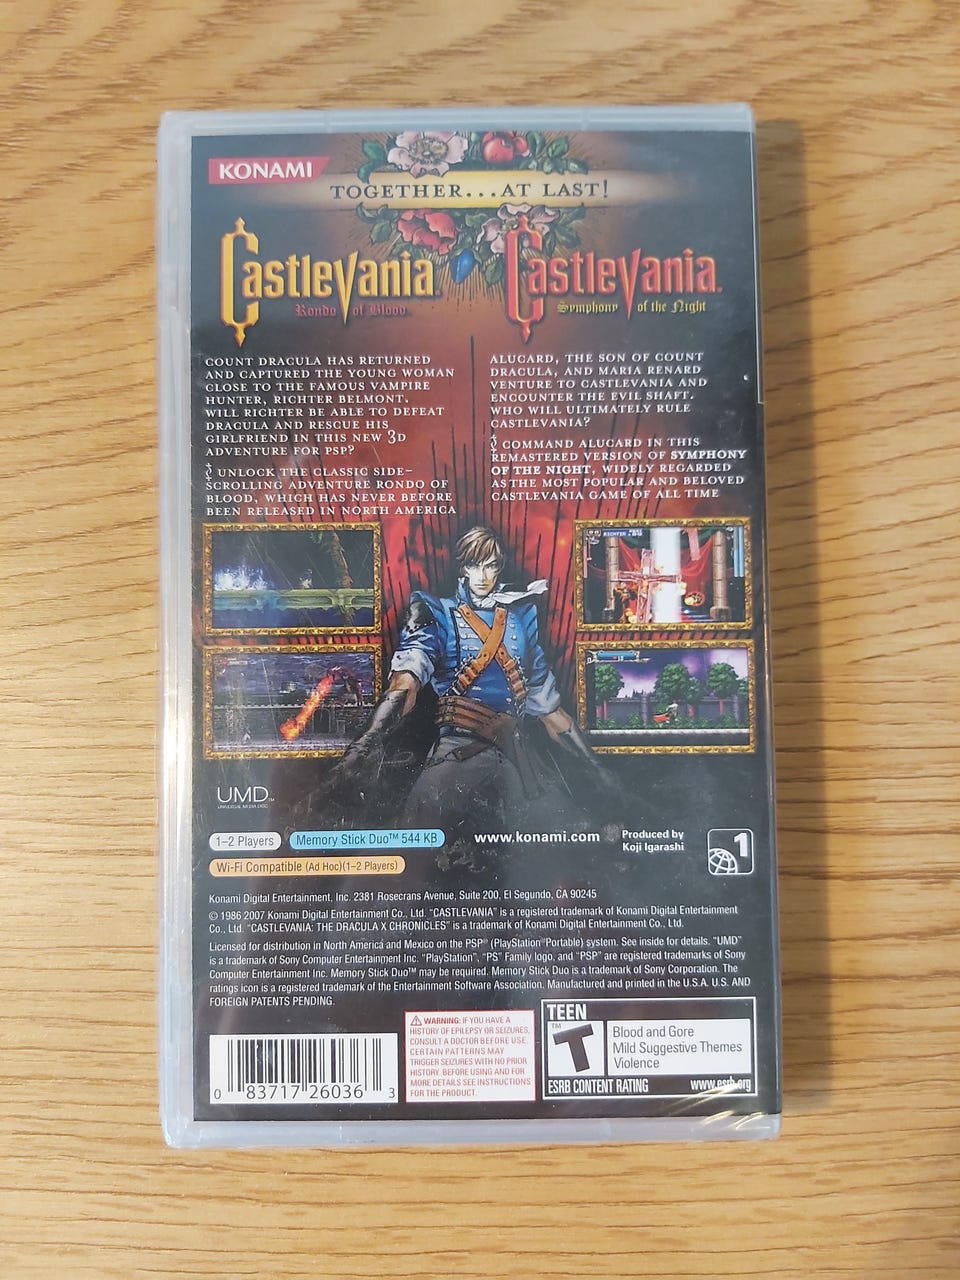 KONAMI
TOGETHER...AT LAST!
Castlevania
Rondo of Blood™
COUNT DRACULA HAS RETURNED
AND CAPTURED THE YOUNG WOMAN
CLOSE TO THE FAMOUS VAMPIRE
HUNTER, RICHTER BELMONT.
WILL RICHTER BE ABLE TO DEFEAT
DRACULA AND RESCUE HIS
GIRLFRIEND IN THIS NEW 3D
ADVENTURE FOR PSP?
UNLOCK THE CLASSIC SIDE-
SCROLLING ADVENTURE RONDO OF
BLOOD, WHICH HAS NEVER BEFORE
BEEN RELEASED IN NORTH AMERICA
Castlevania
Symphony of the Night
ALUCARD, THE SON OF COUNT
DRACULA, AND MARIA RENARD
VENTURE TO CASTLEVANIA AND
ENCOUNTER THE EVIL SHAFT.
WHO WILL ULTIMATELY RULE
CASTLEVANIA?
COMMAND ALUCARD IN THIS
REMASTERED VERSION OF SYMPHONY
OF THE NIGHT, WIDELY REGARDED
AS THE MOST POPULAR AND BELOVED
CASTLEVANIA GAME OF ALL TIME
RICHTER
UMD™
UNIVERSAL MEDIA DISC
1–2 Players
Memory Stick Duo™ 544 KB
Wi-Fi Compatible (Ad Hoc)(1–2 Players)
www.konami.com
Produced by
Koji Igarashi
1
Konami Digital Entertainment, Inc. 2381 Rosecrans Avenue, Suite 200, El Segundo, CA 90245
© 1986 2007 Konami Digital Entertainment Co., Ltd. "CASTLEVANIA" is a registered trademark of Konami Digital Entertainment
Co., Ltd. "CASTLEVANIA: THE DRACULA X CHRONICLES" is a trademark of Konami Digital Entertainment Co., Ltd.
Licensed for distribution in North America and Mexico on the PSP® (PlayStation®Portable) system. See inside for details. "UMD"
is a trademark of Sony Computer Entertainment Inc. "PlayStation", "PS" Family logo, and "PSP" are registered trademarks of Sony
Computer Entertainment Inc. Memory Stick Duo™ may be required. Memory Stick Duo is a trademark of Sony Corporation. The
ratings icon is a registered trademark of the Entertainment Software Association. Manufactured and printed in the U.S.A. U.S. AND
FOREIGN PATENTS PENDING.
0 83717 26036 3
WARNING: IF YOU HAVE A
HISTORY OF EPILEPSY OR SEIZURES,
CONSULT A DOCTOR BEFORE USE.
CERTAIN PATTERNS MAY
TRIGGER SEIZURES WITH NO PRIOR
HISTORY. BEFORE USING AND FOR
MORE DETAILS SEE INSTRUCTIONS
FOR THE PRODUCT.
TEEN
T™
Blood and Gore
Mild Suggestive Themes
Violence
ESRB CONTENT RATING www.esrb.org